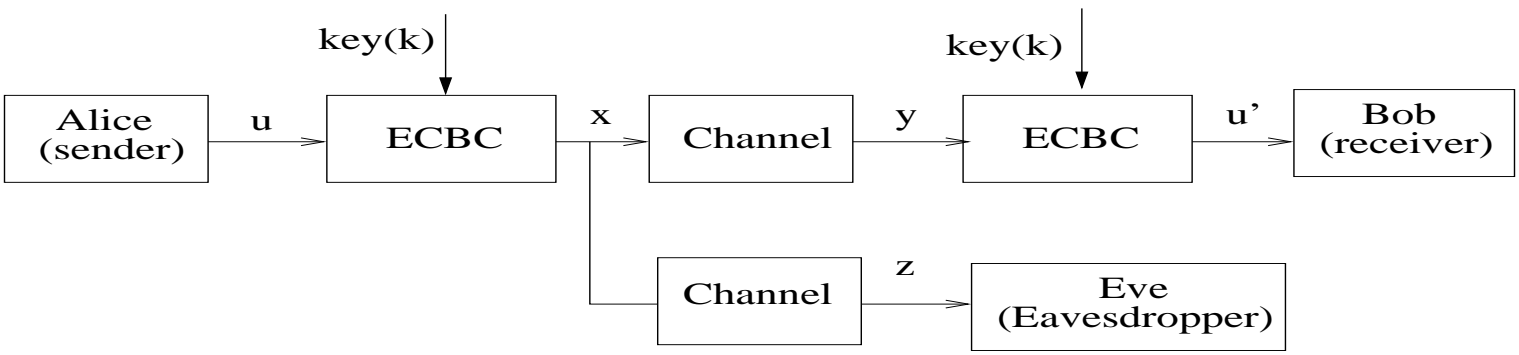 key(k)
key(k)
Alice
(sender)
u
ECBC
x
Channel
y
ECBC
u'
Bob
(receiver)
Channel
z
Eve
(Eavesdropper)